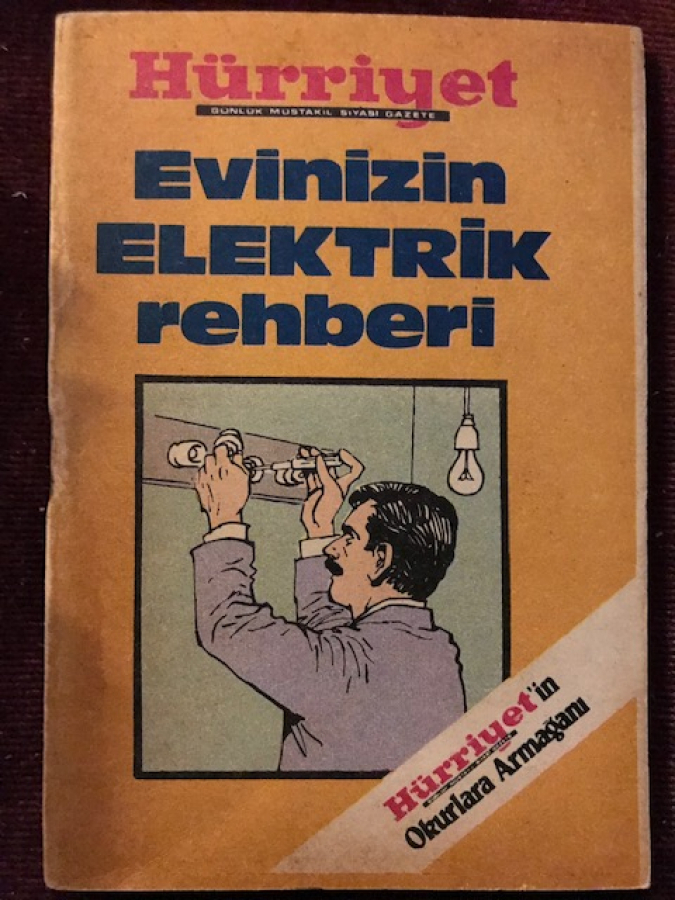 Hürriyet
GÜNLÜK MÜSTAKİL SİYASİ GAZETE
Evinizin
ELEKTRİK
rehberi
Hürriyet'in
Okurlara Armağanı